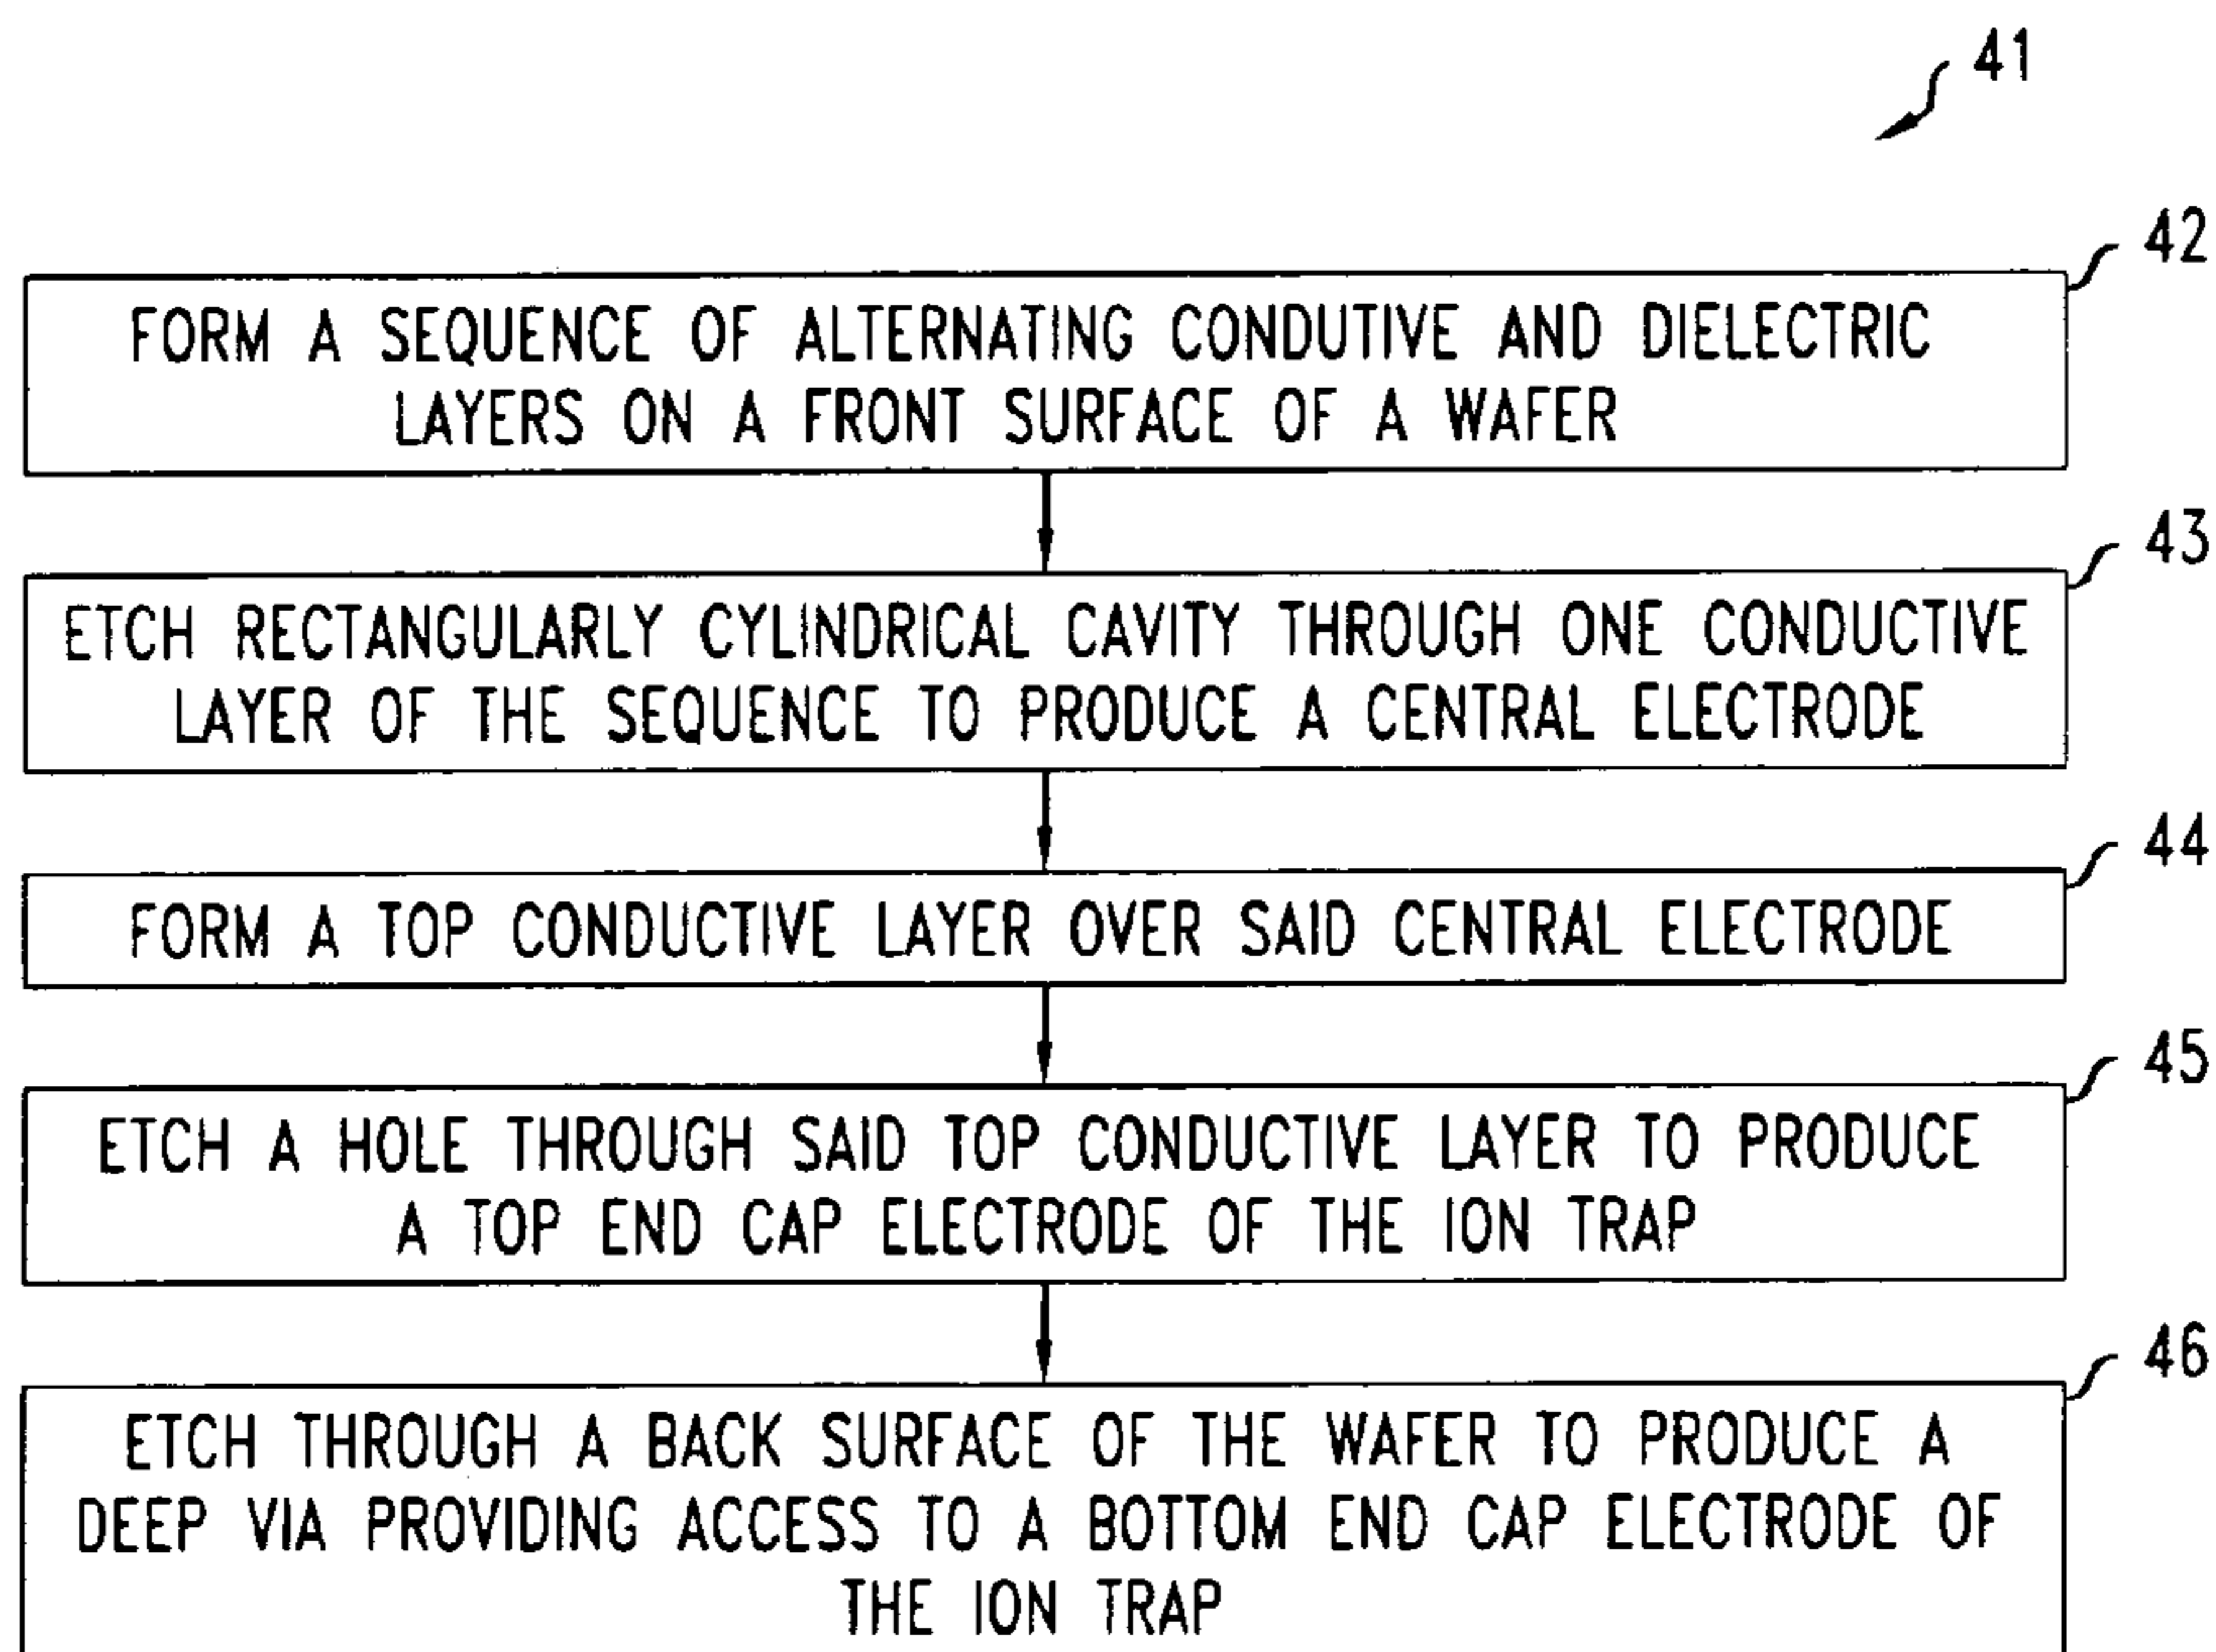 41
42
FORM A SEQUENCE OF ALTERNATING CONDUTIVE AND DIELECTRIC
LAYERS ON A FRONT SURFACE OF A WAFER
43
ETCH RECTANGULARLY CYLINDRICAL CAVITY THROUGH ONE CONDUCTIVE
LAYER OF THE SEQUENCE TO PRODUCE A CENTRAL ELECTRODE
44
FORM A TOP CONDUCTIVE LAYER OVER SAID CENTRAL ELECTRODE
45
ETCH A HOLE THROUGH SAID TOP CONDUCTIVE LAYER TO PRODUCE
A TOP END CAP ELECTRODE OF THE ION TRAP
46
ETCH THROUGH A BACK SURFACE OF THE WAFER TO PRODUCE A
DEEP VIA PROVIDING ACCESS TO A BOTTOM END CAP ELECTRODE OF
THE ION TRAP